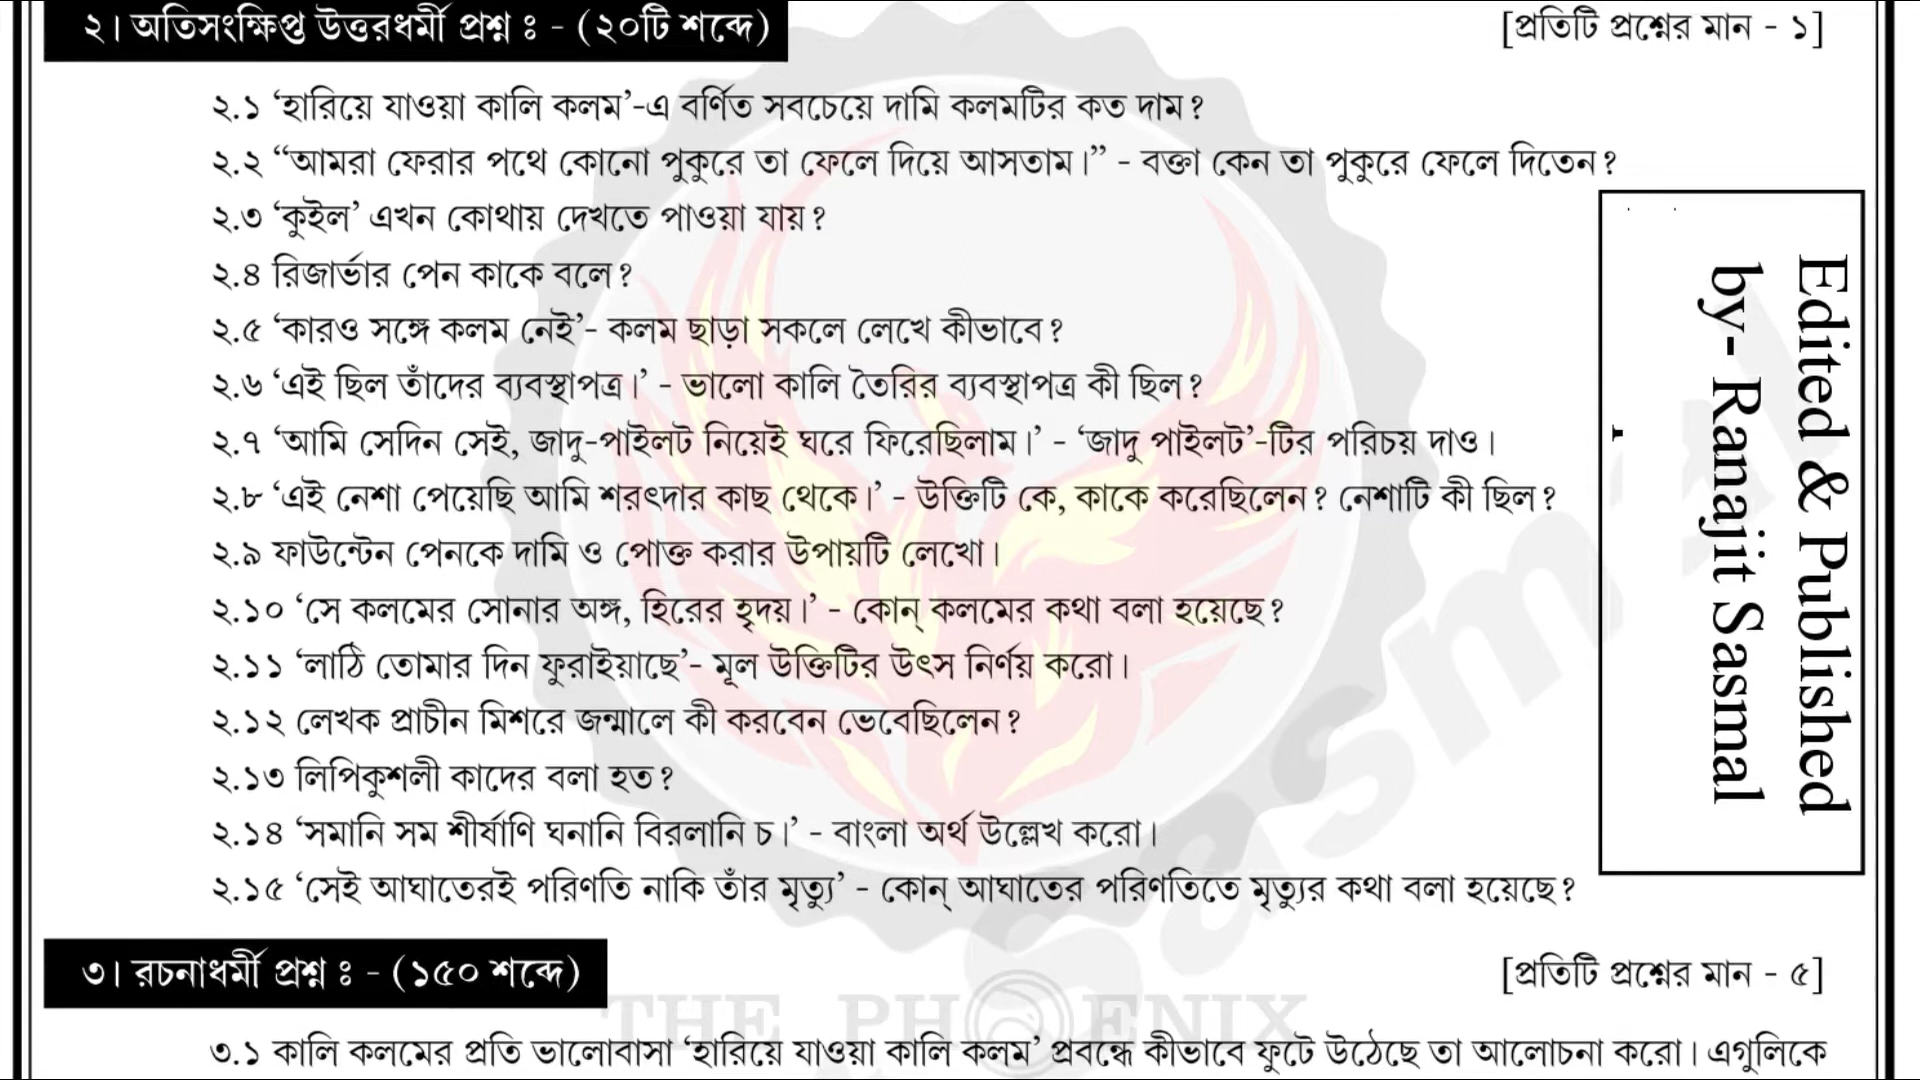 ২। অতিসংক্ষিপ্ত উত্তরধর্মী প্রশ্ন ঃ - (২০টি শব্দে) [প্রতিটি প্রশ্নের মান - ১]
২.১ ‘হারিয়ে যাওয়া কালি কলম’-এ বর্ণিত সবচেয়ে দামি কলমটির কত দাম?
২.২ “আমরা ফেরার পথে কোনো পুকুরে তা ফেলে দিয়ে আসতাম।” - বক্তা কেন তা পুকুরে ফেলে দিতেন?
২.৩ ‘কুইল’ এখন কোথায় দেখতে পাওয়া যায়?
২.৪ রিজার্ভার পেন কাকে বলে?
২.৫ ‘কারও সঙ্গে কলম নেই’- কলম ছাড়া সকলে লেখে কীভাবে?
২.৬ ‘এই ছিল তাঁদের ব্যবস্থাপত্র।’ - ভালো কালি তৈরির ব্যবস্থাপত্র কী ছিল?
২.৭ ‘আমি সেদিন সেই, জাদু-পাইলট নিয়েই ঘরে ফিরেছিলাম।’ - ‘জাদু পাইলট’-টির পরিচয় দাও।
২.৮ ‘এই নেশা পেয়েছি আমি শরৎদার কাছ থেকে।’ - উক্তিটি কে, কাকে করেছিলেন? নেশাটি কী ছিল?
২.৯ ফাউন্টেন পেনকে দামি ও পোক্ত করার উপায়টি লেখো।
২.১০ ‘সে কলমের সোনার অঙ্গ, হিরের হৃদয়।’ - কোন্ কলমের কথা বলা হয়েছে?
২.১১ ‘লাঠি তোমার দিন ফুরাইয়াছে’- মূল উক্তিটির উৎস নির্ণয় করো।
২.১২ লেখক প্রাচীন মিশরে জন্মালে কী করবেন ভেবেছিলেন?
২.১৩ লিপিকুশলী কাদের বলা হত?
২.১৪ ‘সমানি সম শীর্ষাণি ঘনানি বিরলানি চ।’ - বাংলা অর্থ উল্লেখ করো।
২.১৫ ‘সেই আঘাতেরই পরিণতি নাকি তাঁর মৃত্যু’ - কোন্ আঘাতের পরিণতিতে মৃত্যুর কথা বলা হয়েছে?
৩। রচনাধর্মী প্রশ্ন ঃ - (১৫০ শব্দে) [প্রতিটি প্রশ্নের মান - ৫]
৩.১ কালি কলমের প্রতি ভালোবাসা ‘হারিয়ে যাওয়া কালি কলম’ প্রবন্ধে কীভাবে ফুটে উঠেছে তা আলোচনা করো। এগুলিকে
Edited & Published
by- Ranajit Sasmal
THE PHOENIX